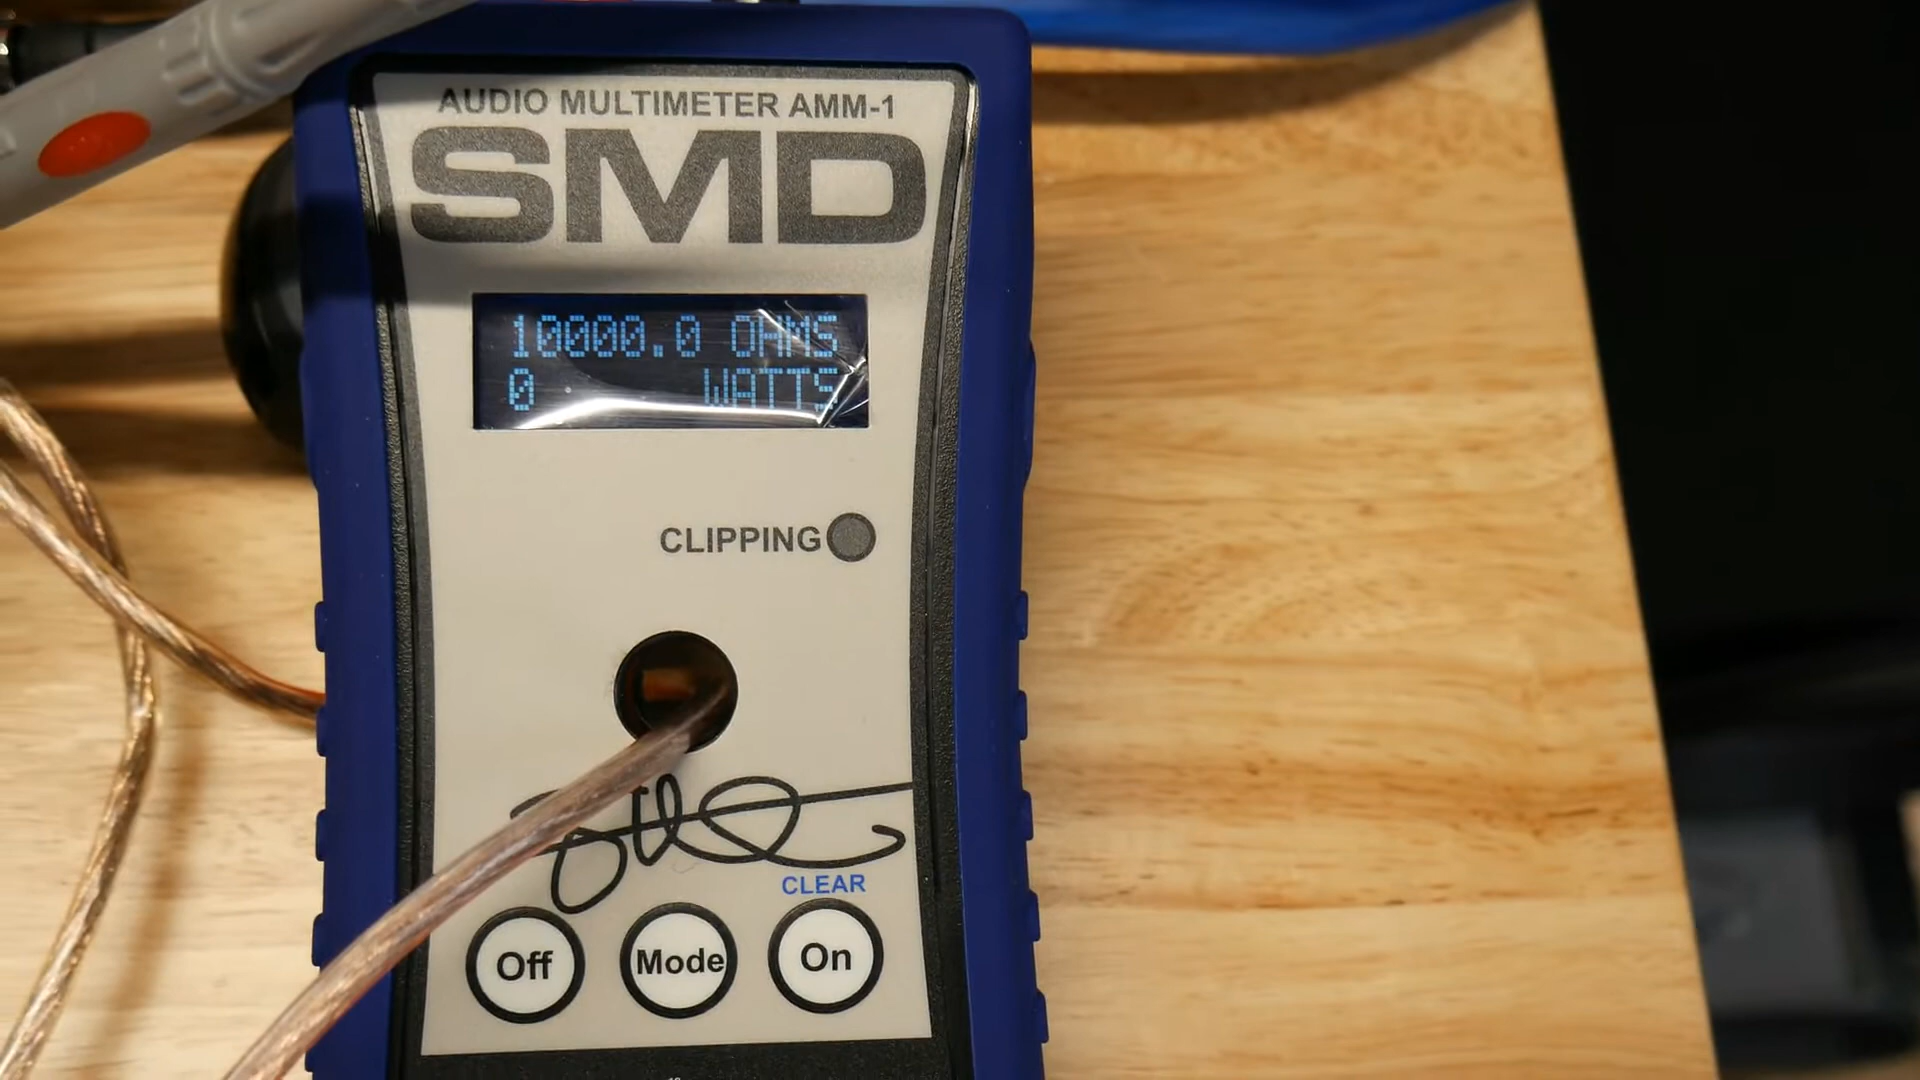 AUDIO MULTIMETER AMM-1
SMD
10000.0 OHMS
0 WATTS
CLIPPING
CLEAR
Off
Mode
On